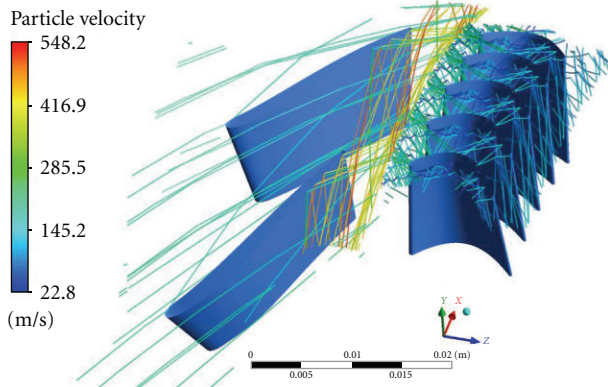 Particle velocity
548.2
416.9
285.5
145.2
22.8
(m/s)
Y
X
Z
0 0.01 0.02 (m)
0.005 0.015